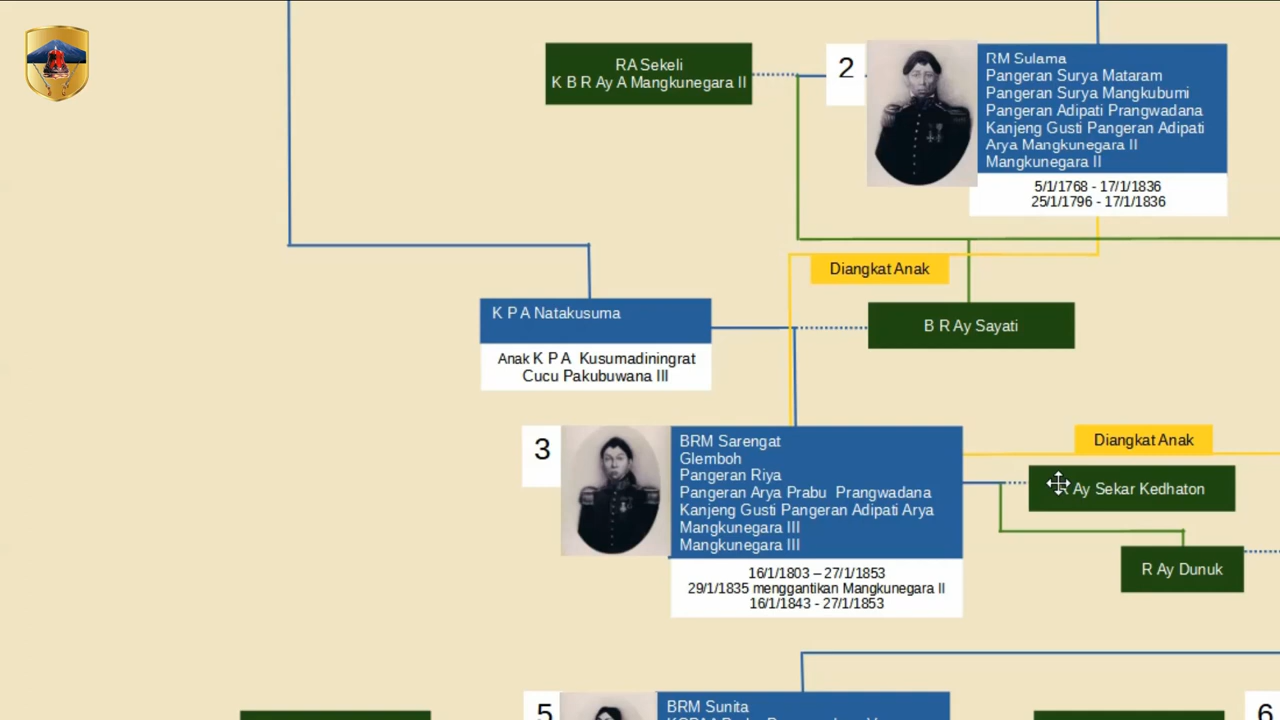 RA Sekeli
K B R Ay A Mangkunegara II
2
RM Sulama
Pangeran Surya Mataram
Pangeran Surya Mangkubumi
Pangeran Adipati Prangwadana
Kanjeng Gusti Pangeran Adipati
Arya Mangkunegara II
Mangkunegara II
5/1/1768 - 17/1/1836
25/1/1796 - 17/1/1836
Diangkat Anak
K P A Natakusuma
Anak K P A Kusumadiningrat
Cucu Pakubuwana III
B R Ay Sayati
3
BRM Sarengat
Glemboh
Pangeran Riya
Pangeran Arya Prabu Prangwadana
Kanjeng Gusti Pangeran Adipati Arya
Mangkunegara III
Mangkunegara III
16/1/1803 – 27/1/1853
29/1/1835 menggantikan Mangkunegara II
16/1/1843 - 27/1/1853
Diangkat Anak
Ay Sekar Kedhaton
R Ay Dunuk
5
BRM Sunita
6